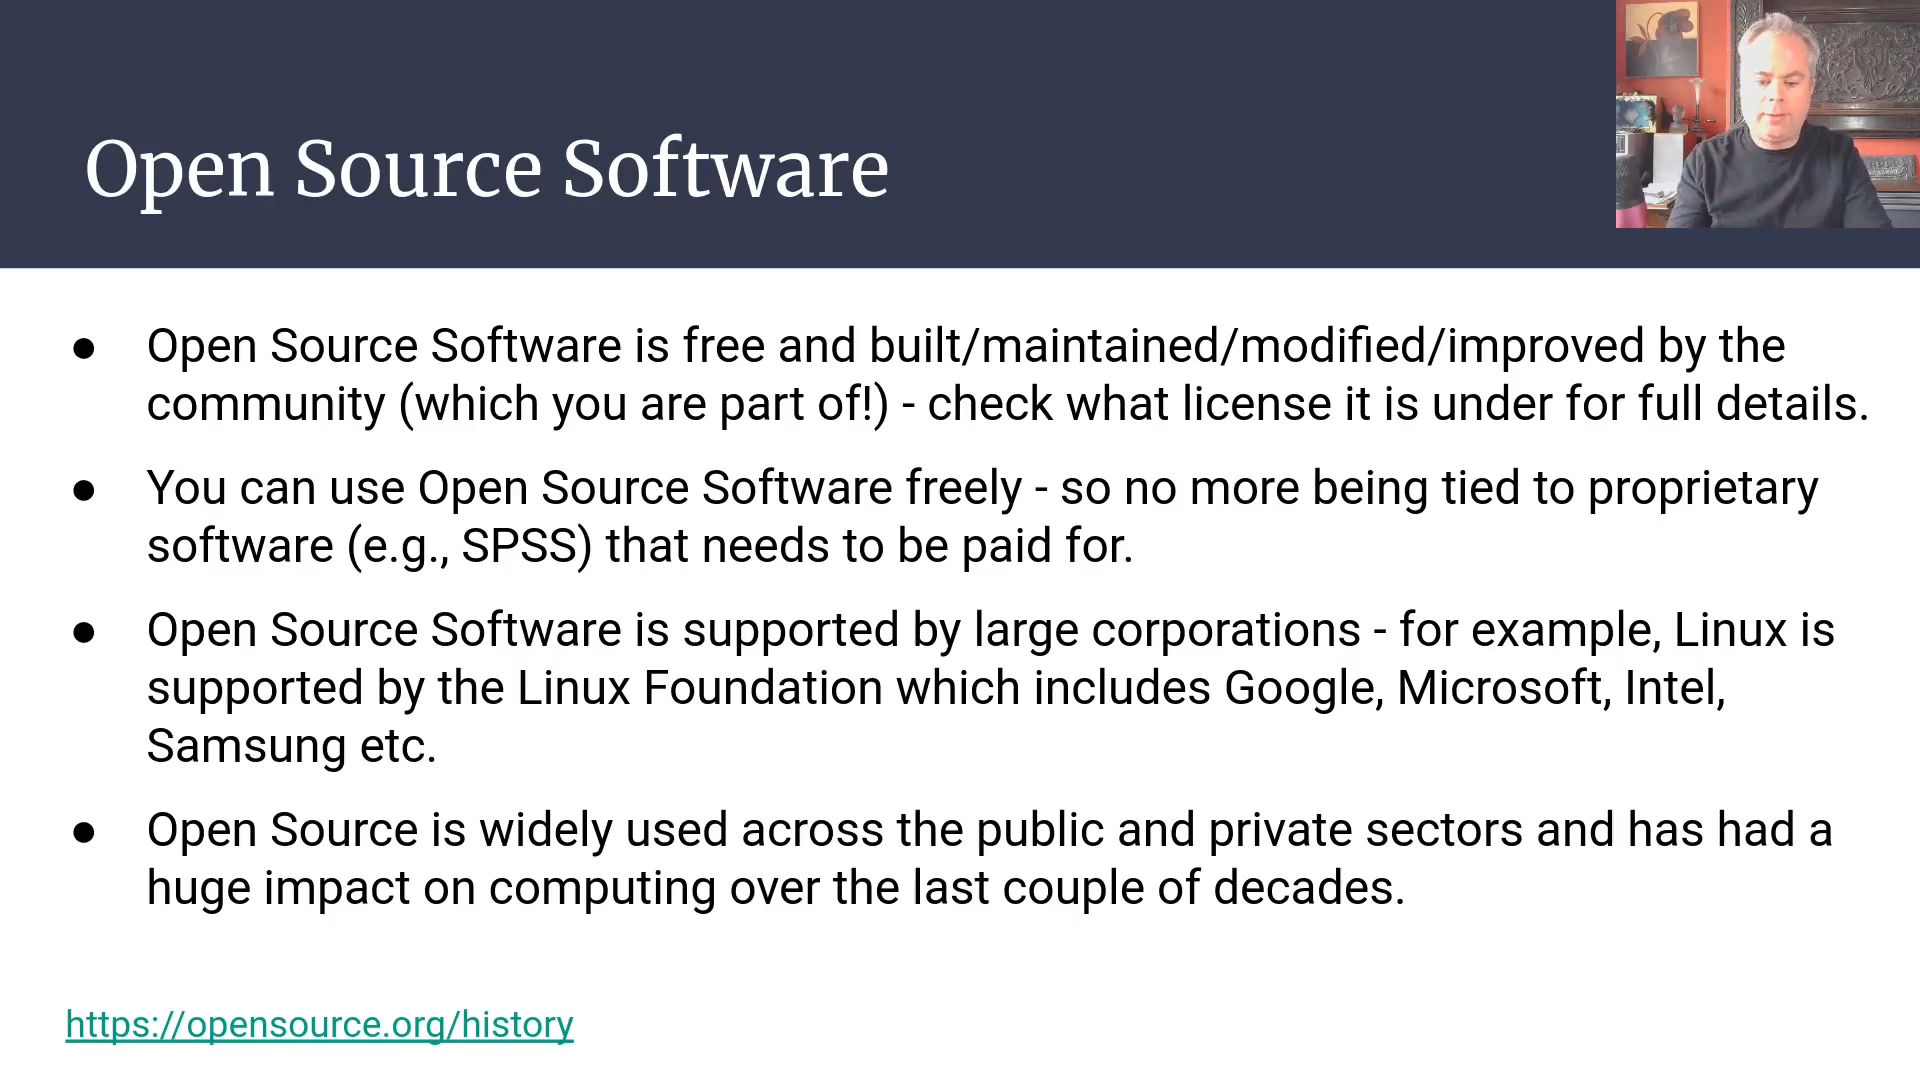 Open Source Software
● Open Source Software is free and built/maintained/modified/improved by the
community (which you are part of!) - check what license it is under for full details.
● You can use Open Source Software freely - so no more being tied to proprietary
software (e.g., SPSS) that needs to be paid for.
● Open Source Software is supported by large corporations - for example, Linux is
supported by the Linux Foundation which includes Google, Microsoft, Intel,
Samsung etc.
● Open Source is widely used across the public and private sectors and has had a
huge impact on computing over the last couple of decades.
https://opensource.org/history